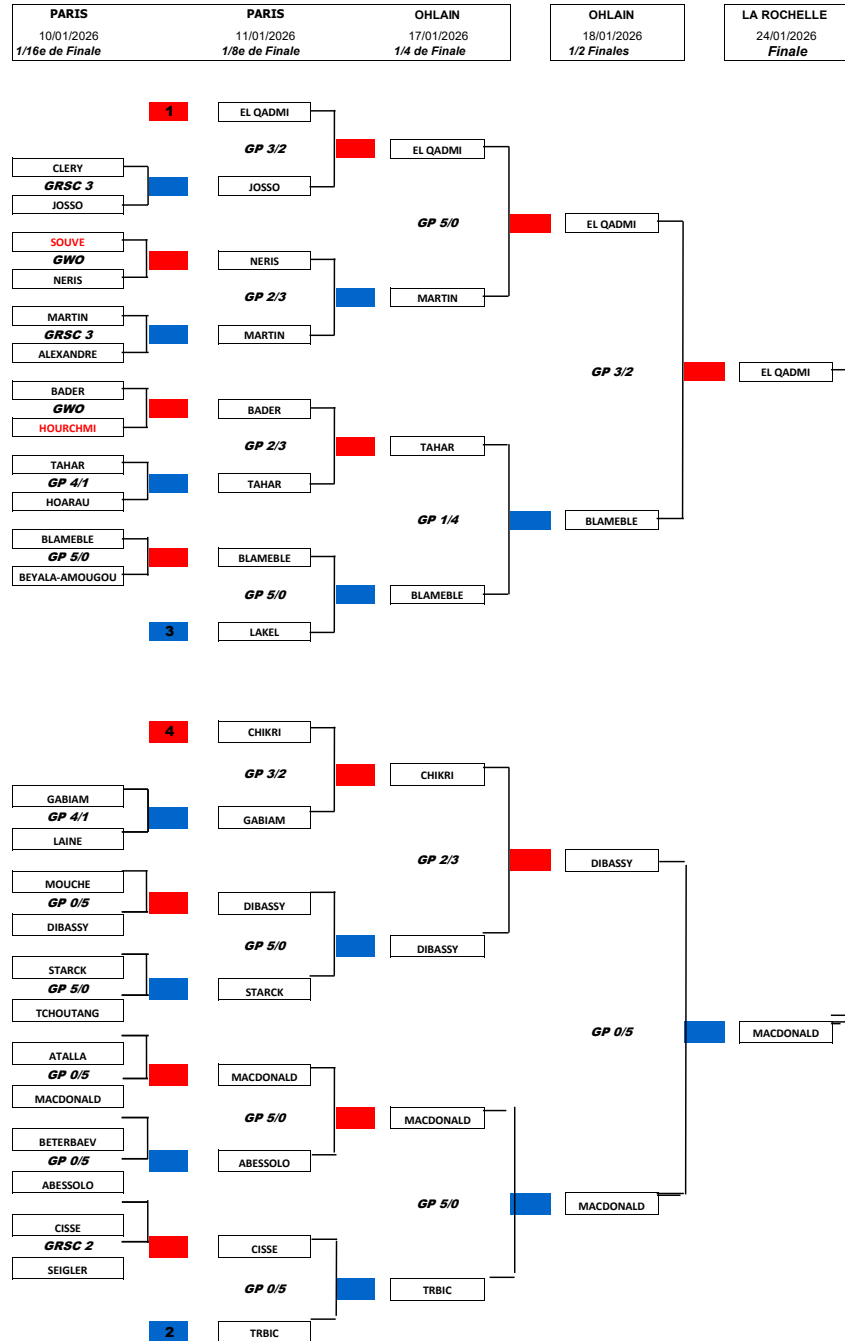 PARIS
10/01/2026
1/16e de Finale
PARIS
11/01/2026
1/8e de Finale
OHLAIN
17/01/2026
1/4 de Finale
OHLAIN
18/01/2026
1/2 Finales
LA ROCHELLE
24/01/2026
Finale
1
EL QADMI
GP 3/2
EL QADMI
CLERY
GRSC 3
JOSSO
JOSSO
GP 5/0
EL QADMI
SOUVE
GWO
NERIS
NERIS
GP 2/3
MARTIN
MARTIN
GRSC 3
ALEXANDRE
MARTIN
GP 3/2
EL QADMI
BADER
GWO
HOURCHMI
BADER
GP 2/3
TAHAR
TAHAR
GP 4/1
HOARAU
TAHAR
GP 1/4
BLAMEBLE
BLAMEBLE
GP 5/0
BEYALA-AMOUGOU
BLAMEBLE
GP 5/0
BLAMEBLE
3
LAKEL
4
CHIKRI
GP 3/2
CHIKRI
GABIAM
GP 4/1
LAINE
GABIAM
GP 2/3
DIBASSY
MOUCHE
GP 0/5
DIBASSY
DIBASSY
GP 5/0
DIBASSY
STARCK
GP 5/0
TCHOUTANG
STARCK
GP 0/5
MACDONALD
ATALLA
GP 0/5
MACDONALD
MACDONALD
GP 5/0
MACDONALD
BETERBAEV
GP 0/5
ABESSOLO
ABESSOLO
GP 5/0
MACDONALD
CISSE
GRSC 2
SEIGLER
CISSE
GP 0/5
TRBIC
2
TRBIC